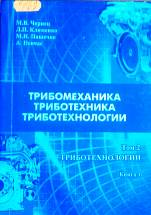 М.В. Чернец
Л.П. Клименко
М.И. Пашечко
А. Невчас
ТРИБОМЕХАНИКА
ТРИБОТЕХНИКА
ТРИБОТЕХНОЛОГИИ
Том 2
ТРИБОТЕХНОЛОГИИ
Книга 1